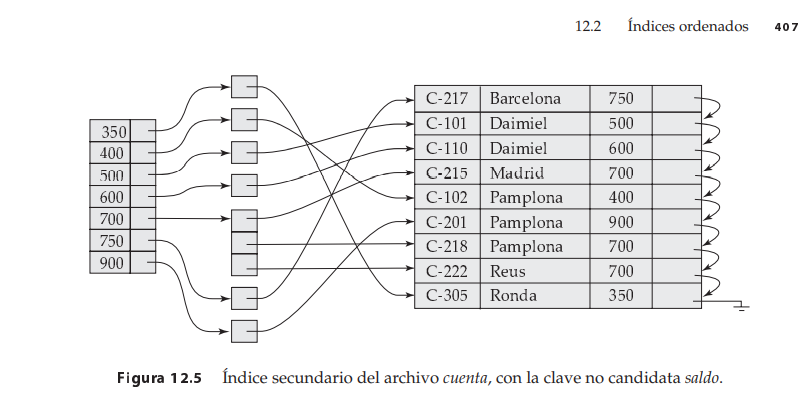 12.2 Índices ordenados 407
350
400
500
600
700
750
900
C-217 Barcelona 750
C-101 Daimiel 500
C-110 Daimiel 600
C-215 Madrid 700
C-102 Pamplona 400
C-201 Pamplona 900
C-218 Pamplona 700
C-222 Reus 700
C-305 Ronda 350
Figura 12.5 Índice secundario del archivo cuenta, con la clave no candidata saldo.